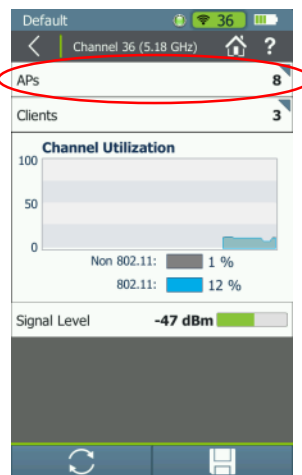 Default 36
Channel 36 (5.18 GHz) ?
APs 8
Clients 3
Channel Utilization
100
50
0
Non 802.11: 1 %
802.11: 12 %
Signal Level -47 dBm